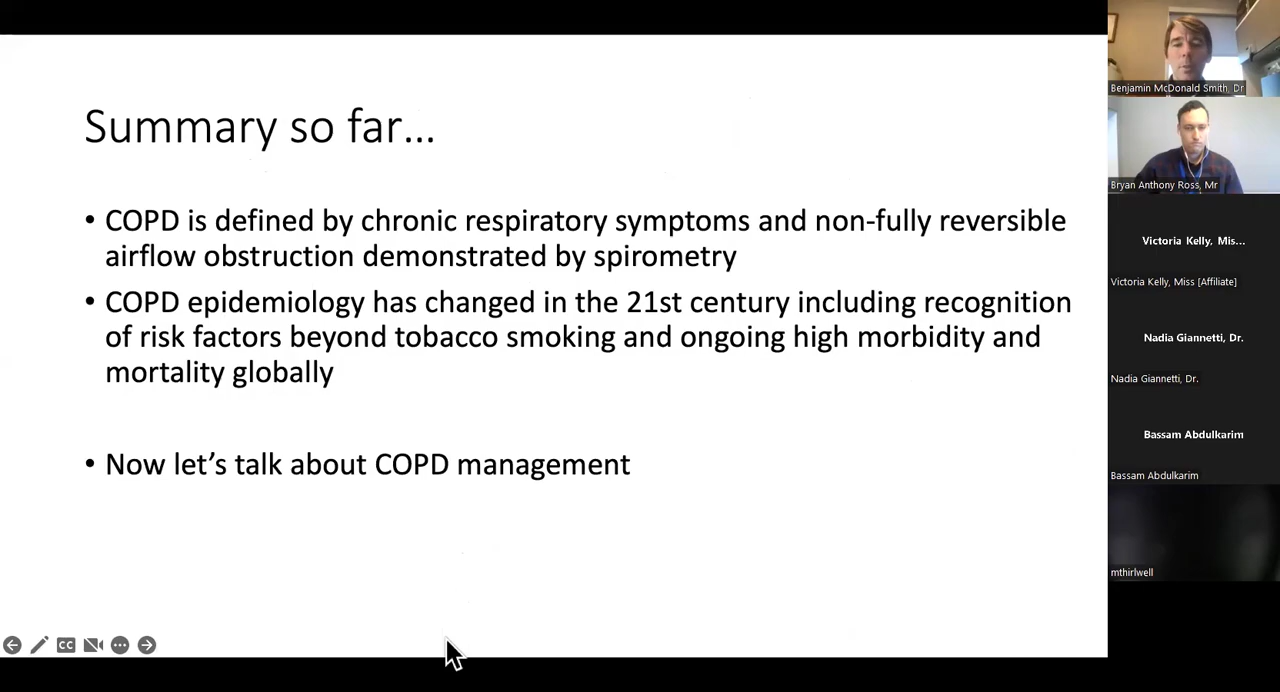 Summary so far...
• COPD is defined by chronic respiratory symptoms and non-fully reversible
airflow obstruction demonstrated by spirometry
• COPD epidemiology has changed in the 21st century including recognition
of risk factors beyond tobacco smoking and ongoing high morbidity and
mortality globally
• Now let’s talk about COPD management
CC
Benjamin McDonald Smith, Dr
Bryan Anthony Ross, Mr
Victoria Kelly, Mis...
Victoria Kelly, Miss [Affiliate]
Nadia Giannetti, Dr.
Nadia Giannetti, Dr.
Bassam Abdulkarim
Bassam Abdulkarim
mthirlwell